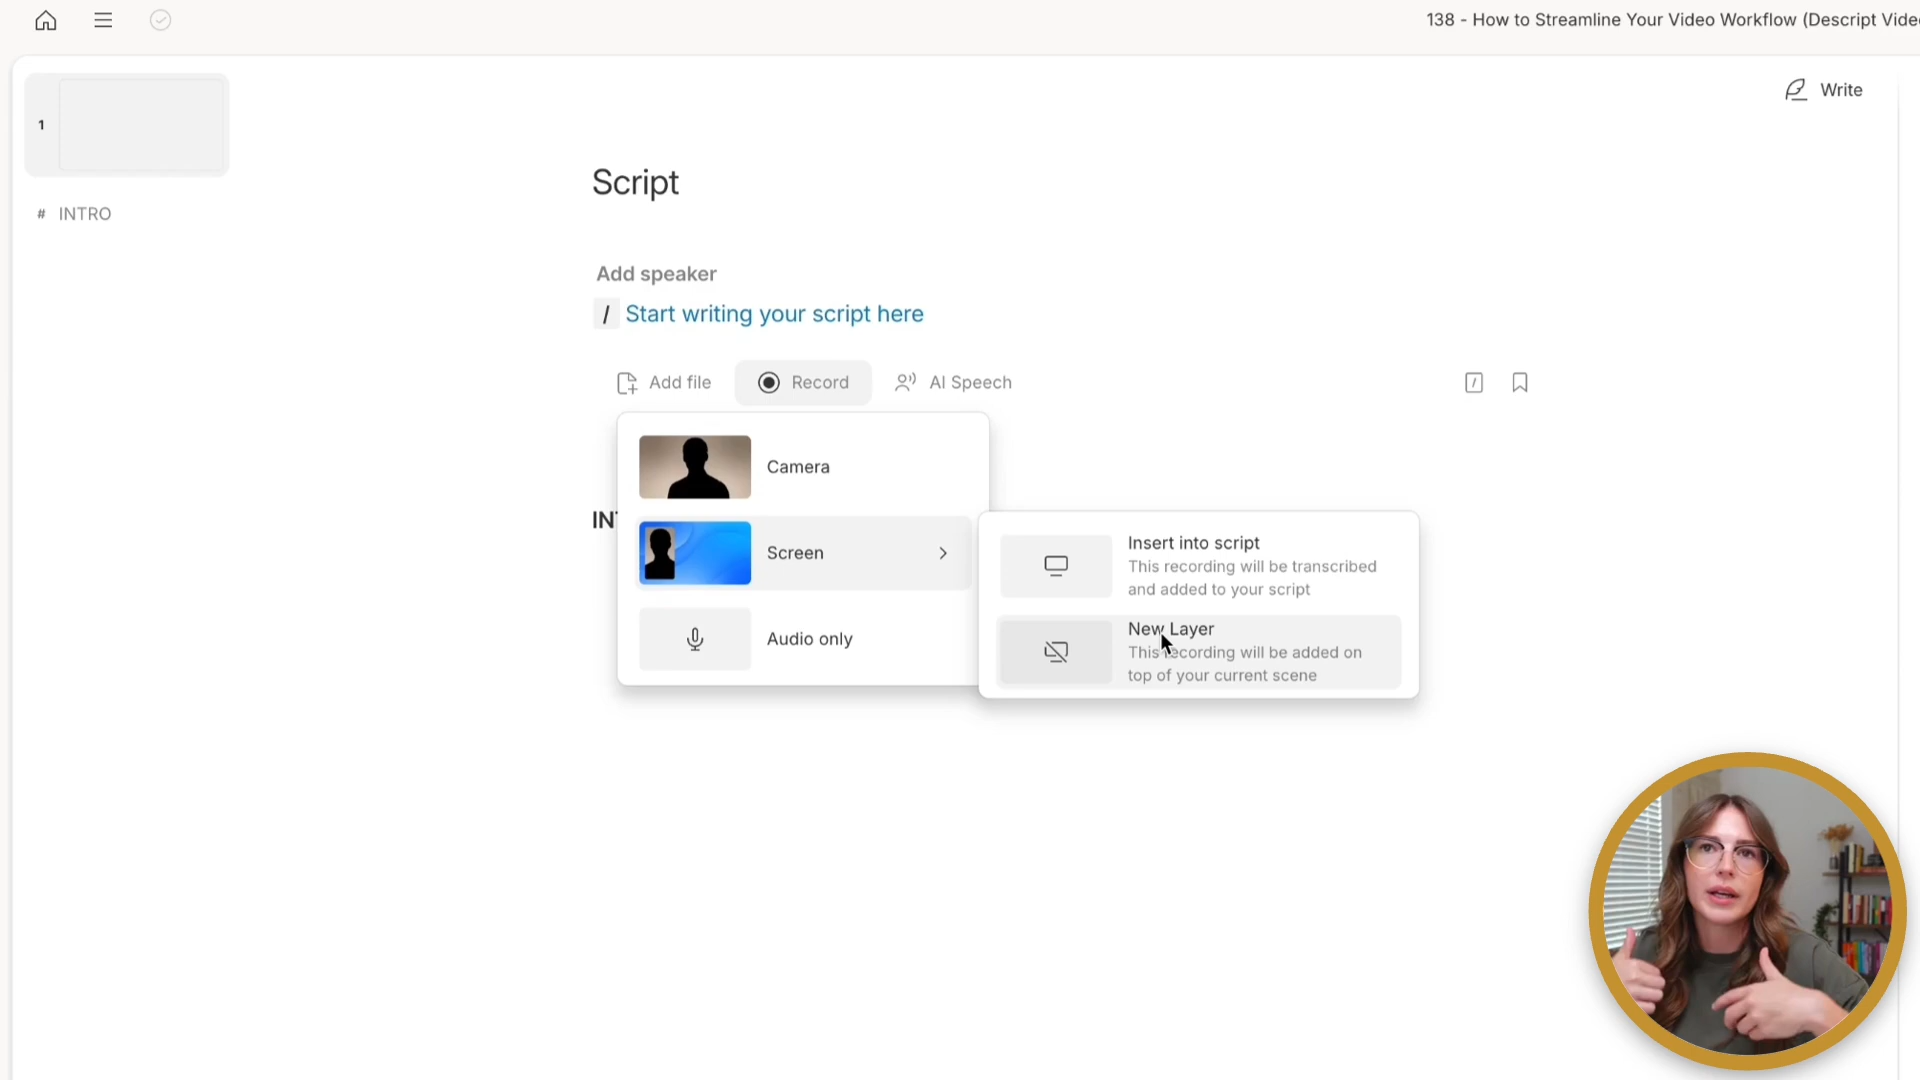 138 - How to Streamline Your Video Workflow (Descript Vide
Write
1
# INTRO
Script
Add speaker
/ Start writing your script here
Add file
Record
AI Speech
/
Camera
IN
Screen
Insert into script
This recording will be transcribed
and added to your script
New Layer
This recording will be added on
top of your current scene
Audio only